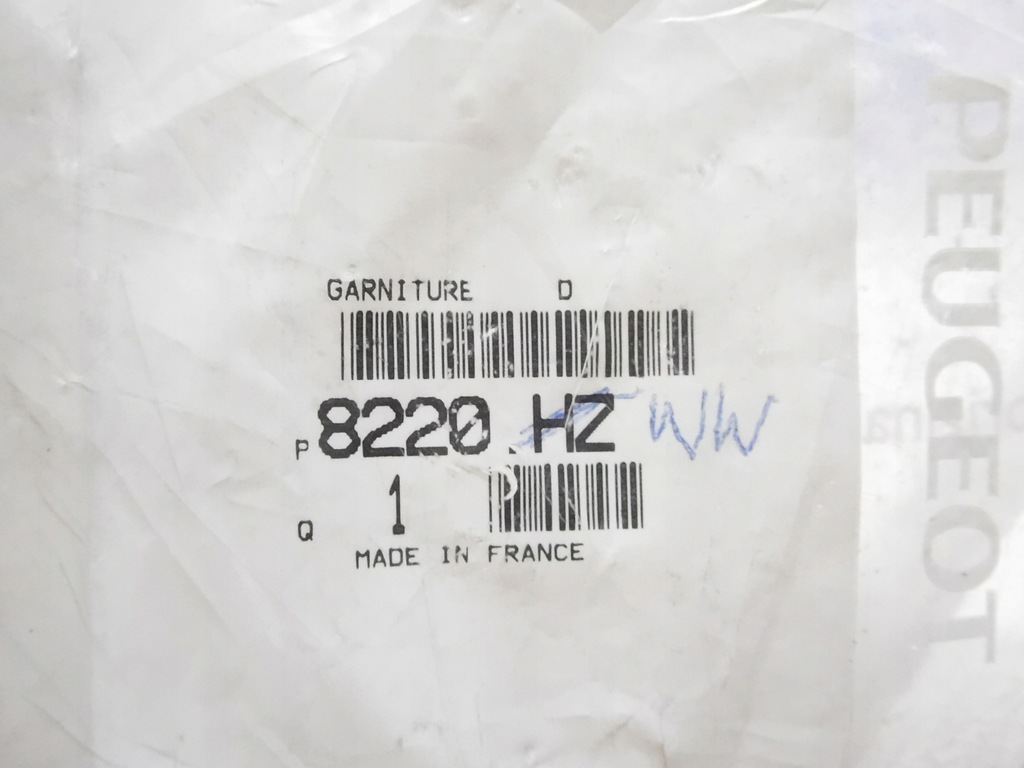 GARNITURE D
P 8220 .HZ WW
Q 1
MADE IN FRANCE
PEUGEOT